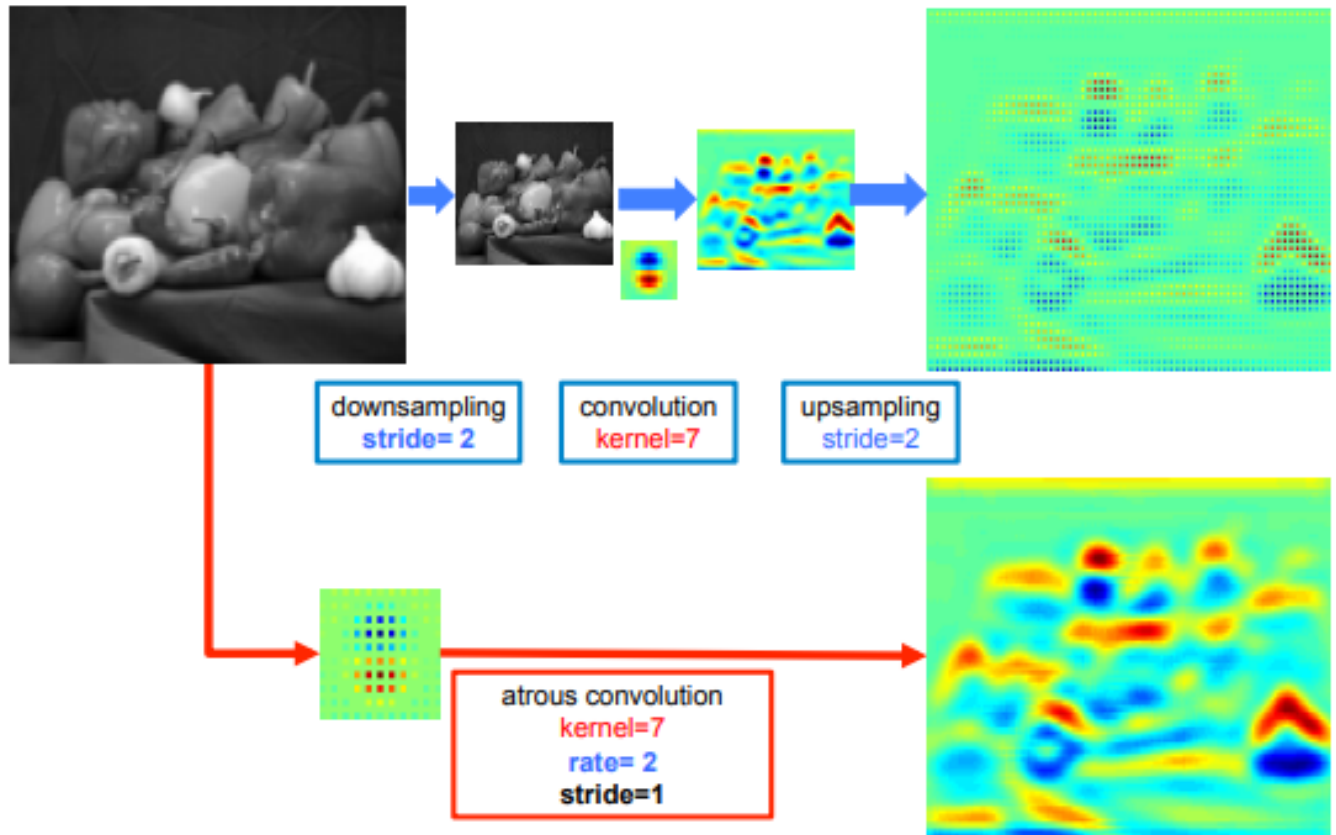 downsampling
stride= 2
convolution
kernel=7
upsampling
stride=2
atrous convolution
kernel=7
rate= 2
stride=1